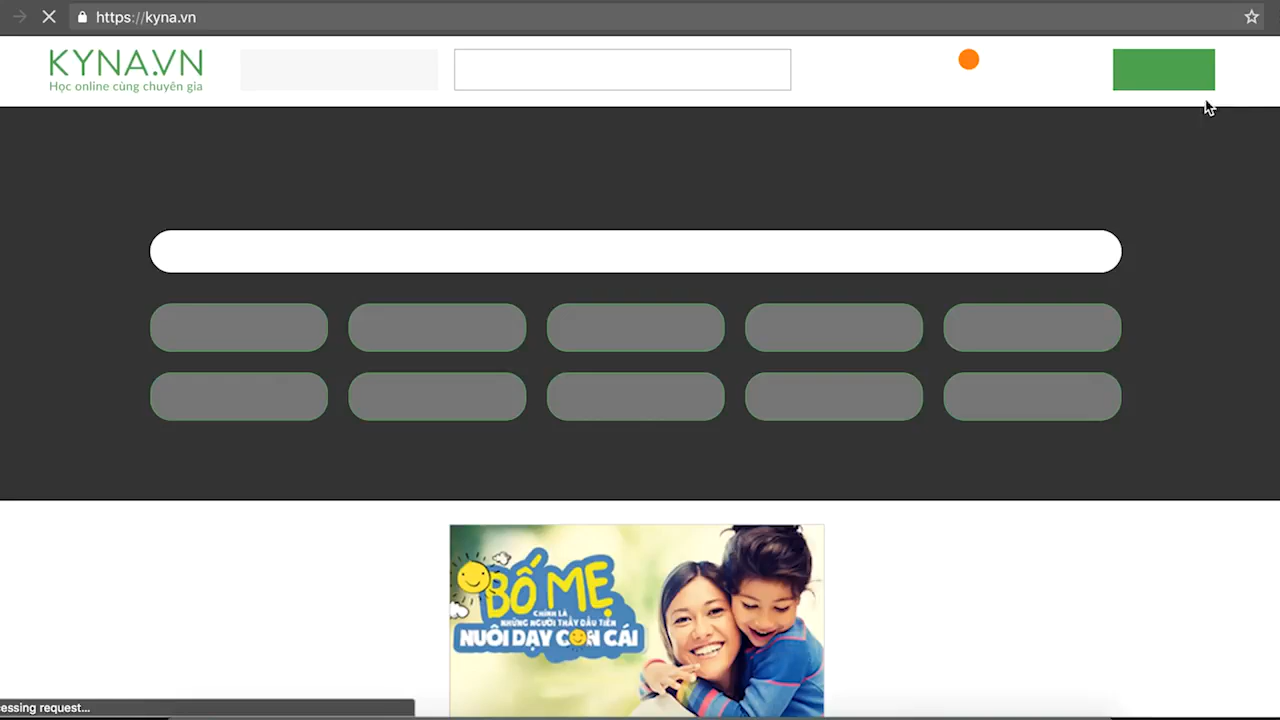 https://kyna.vn
KYNA.VN
Học online cùng chuyên gia
BỐ MẸ
CHÍNH LÀ
NHỮNG NGƯỜI THẦY ĐẦU TIÊN
NUÔI DẠY CON CÁI
essing request...